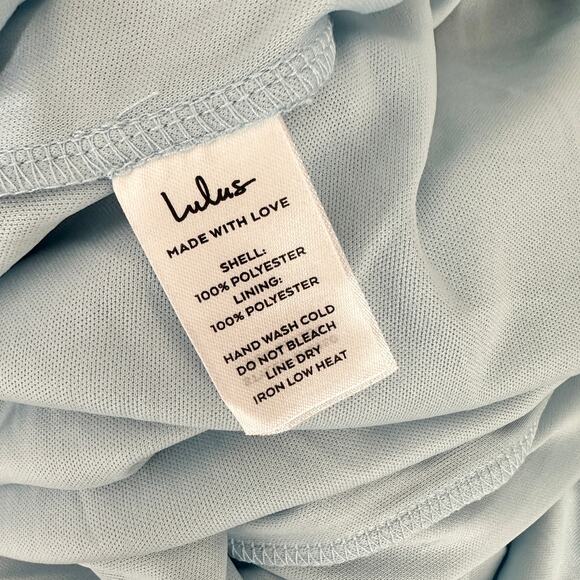 Lulus
MADE WITH LOVE
SHELL:
100% POLYESTER
LINING:
100% POLYESTER
HAND WASH COLD
DO NOT BLEACH
LINE DRY
IRON LOW HEAT